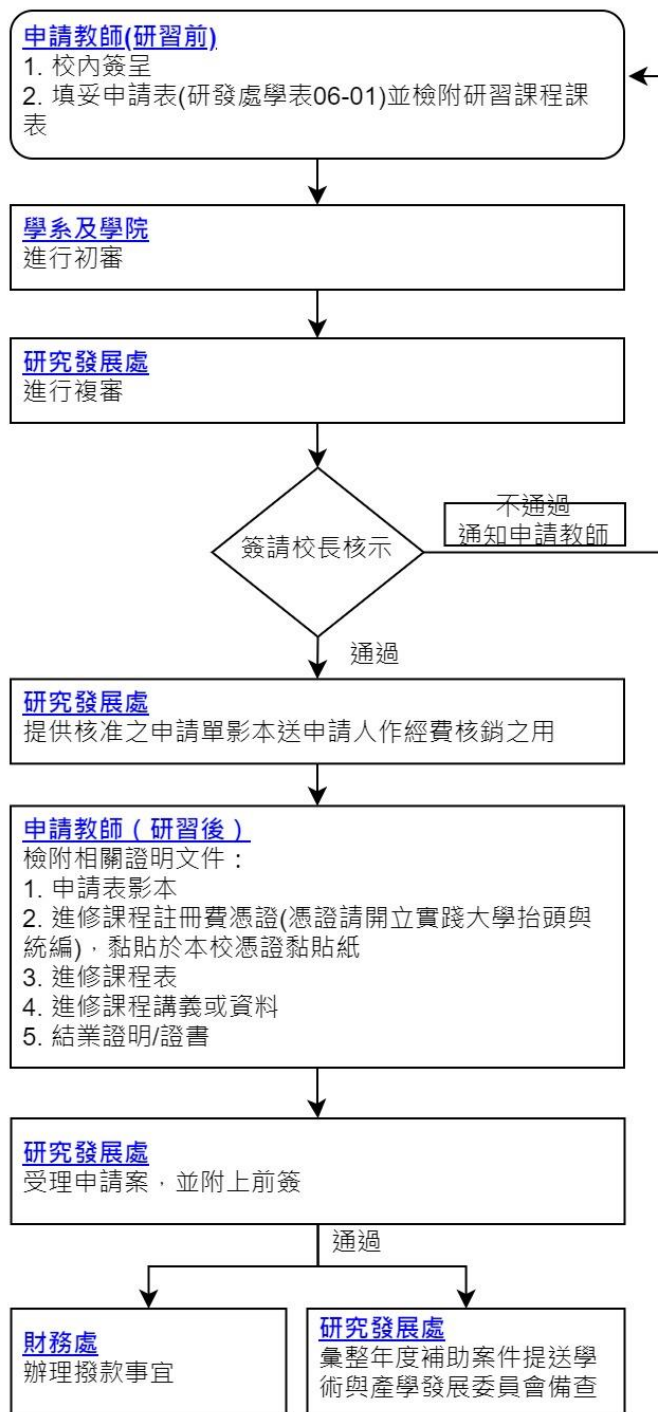 申請教師(研習前)
1. 校內簽呈
2. 填妥申請表(研發處學表06-01)並檢附研習課程課
表
學系及學院
進行初審
研究發展處
進行複審
簽請校長核示
不通過
通知申請教師
通過
研究發展處
提供核准之申請單影本送申請人作經費核銷之用
申請教師（研習後）
檢附相關證明文件：
1. 申請表影本
2. 進修課程註冊費憑證(憑證請開立實踐大學抬頭與
統編)，黏貼於本校憑證黏貼紙
3. 進修課程表
4. 進修課程講義或資料
5. 結業證明/證書
研究發展處
受理申請案，並附上前簽
通過
財務處
辦理撥款事宜
研究發展處
彙整年度補助案件提送學
術與產學發展委員會備查